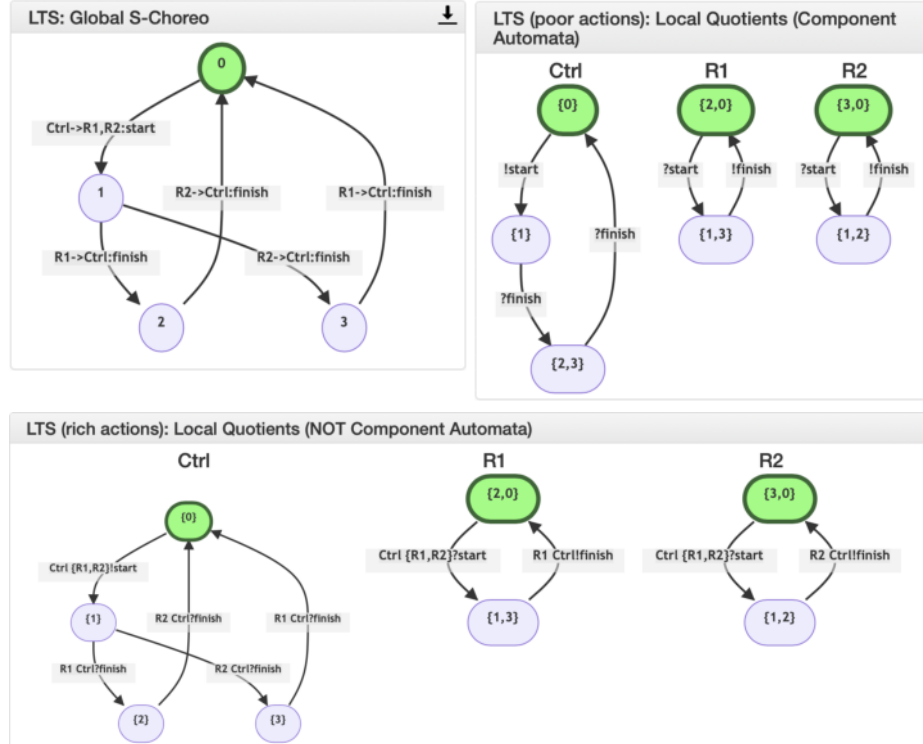 LTS: Global S-Choreo
0
Ctrl->R1,R2:start
1
R2->Ctrl:finish
R1->Ctrl:finish
R1->Ctrl:finish
R2->Ctrl:finish
2
3
LTS (poor actions): Local Quotients (Component
Automata)
Ctrl
R1
R2
{0}
{2,0}
{3,0}
!start
?start
!finish
?start
!finish
{1}
{1,3}
{1,2}
?finish
?finish
{2,3}
LTS (rich actions): Local Quotients (NOT Component Automata)
Ctrl
R1
R2
{0}
{2,0}
{3,0}
Ctrl {R1,R2}!start
Ctrl {R1,R2}?start
R1 Ctrl!finish
Ctrl {R1,R2}?start
R2 Ctrl!finish
{1}
R2 Ctrl?finish
R1 Ctrl?finish
{1,3}
{1,2}
R1 Ctrl?finish
R2 Ctrl?finish
{2}
{3}